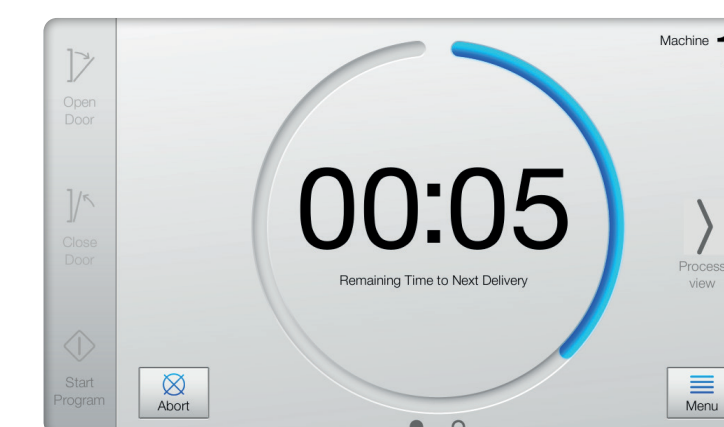 Open
Door
Close
Door
Start
Program
Machine
00:05
Remaining Time to Next Delivery
Process
view
Abort
Menu